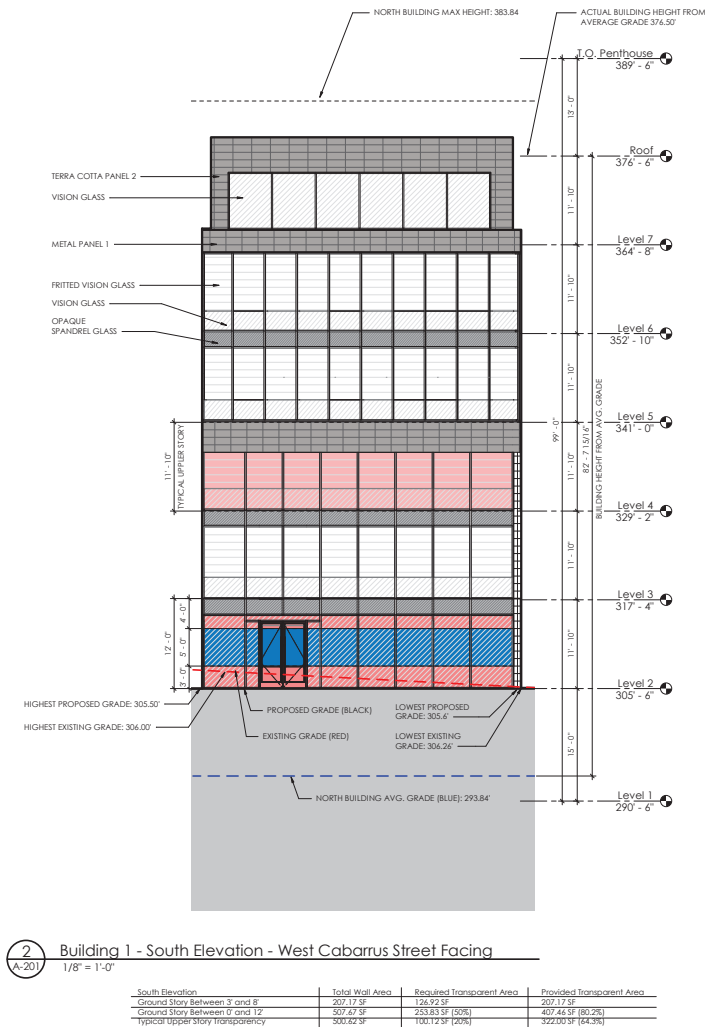 NORTH BUILDING MAX HEIGHT: 383.84
ACTUAL BUILDING HEIGHT FROM
AVERAGE GRADE 376.50'
T.O. Penthouse
389' - 6"
13' - 0"
Roof
376' - 6"
TERRA COTTA PANEL 2
VISION GLASS
11' - 10"
METAL PANEL 1
Level 7
364' - 8"
FRITTED VISION GLASS
11' - 10"
VISION GLASS
OPAQUE
SPANDREL GLASS
Level 6
352' - 10"
11' - 10"
Level 5
341' - 0"
99' - 0"
82' - 7 15/16"
BUILDING HEIGHT FROM AVG. GRADE
11' - 10"
TYPICAL UPPLER STORY
11' - 10"
Level 4
329' - 2"
11' - 10"
Level 3
317' - 4"
4' - 0"
12' - 0"
5' - 0"
3' - 0"
11' - 10"
Level 2
305' - 6"
HIGHEST PROPOSED GRADE: 305.50'
PROPOSED GRADE (BLACK)
LOWEST PROPOSED
GRADE: 305.6'
HIGHEST EXISTING GRADE: 306.00'
EXISTING GRADE (RED)
LOWEST EXISTING
GRADE: 306.26'
15' - 0"
NORTH BUILDING AVG. GRADE (BLUE): 293.84'
Level 1
290' - 6"
2
A-201
Building 1 - South Elevation - West Cabarrus Street Facing
1/8" = 1'-0"
South Elevation Total Wall Area Required Transparent Area Provided Transparent Area
Ground Story Between 3' and 8' 207.17 SF 126.92 SF 207.17 SF
Ground Story Between 0' and 12' 507.67 SF 253.83 SF (50%) 407.46 SF (80.2%)
Typical Upper Story Transparency 500.62 SF 100.12 SF (20%) 322.00 SF (64.3%)